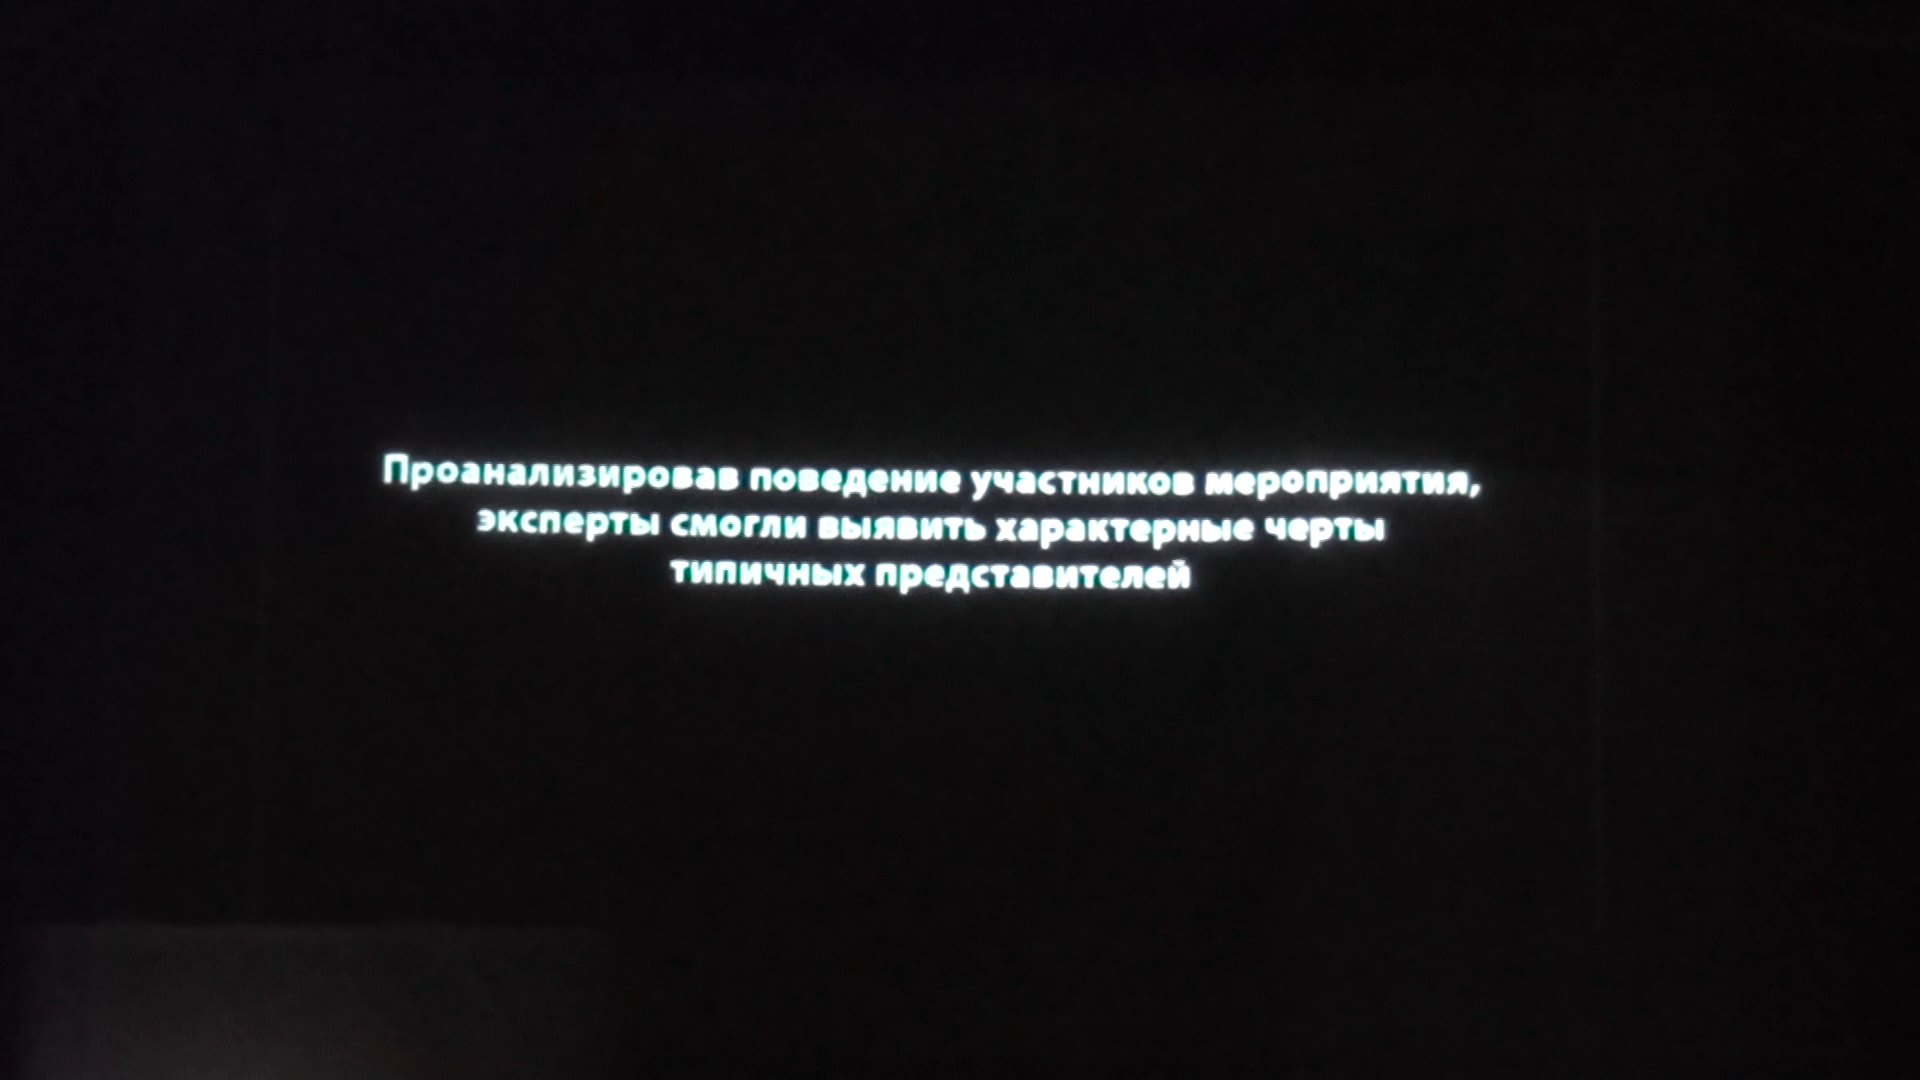 Проанализировав поведение участников мероприятия,
эксперты смогли выявить характерные черты
типичных представителей